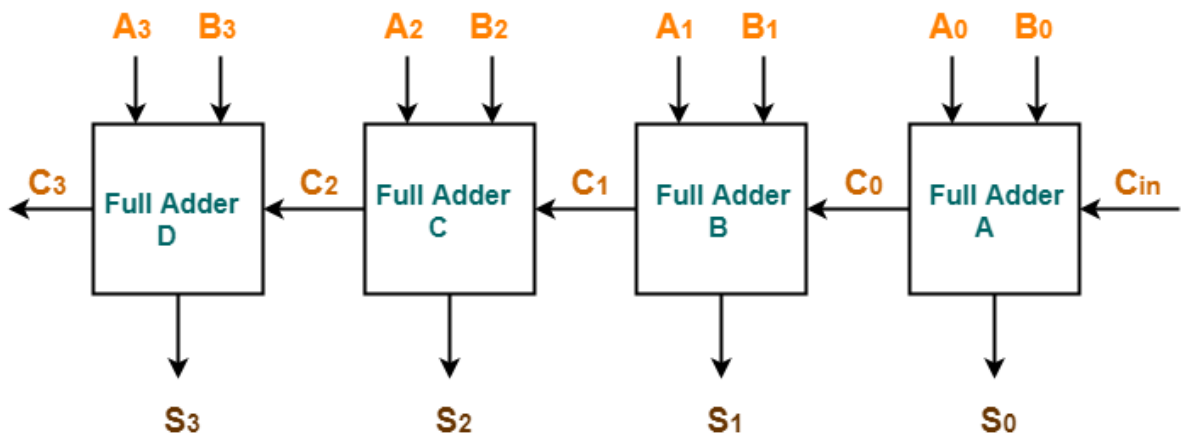 A3 B3 A2 B2 A1 B1 A0 B0
C3 C2 C1 C0 Cin
Full Adder Full Adder Full Adder Full Adder
D C B A
S3 S2 S1 S0